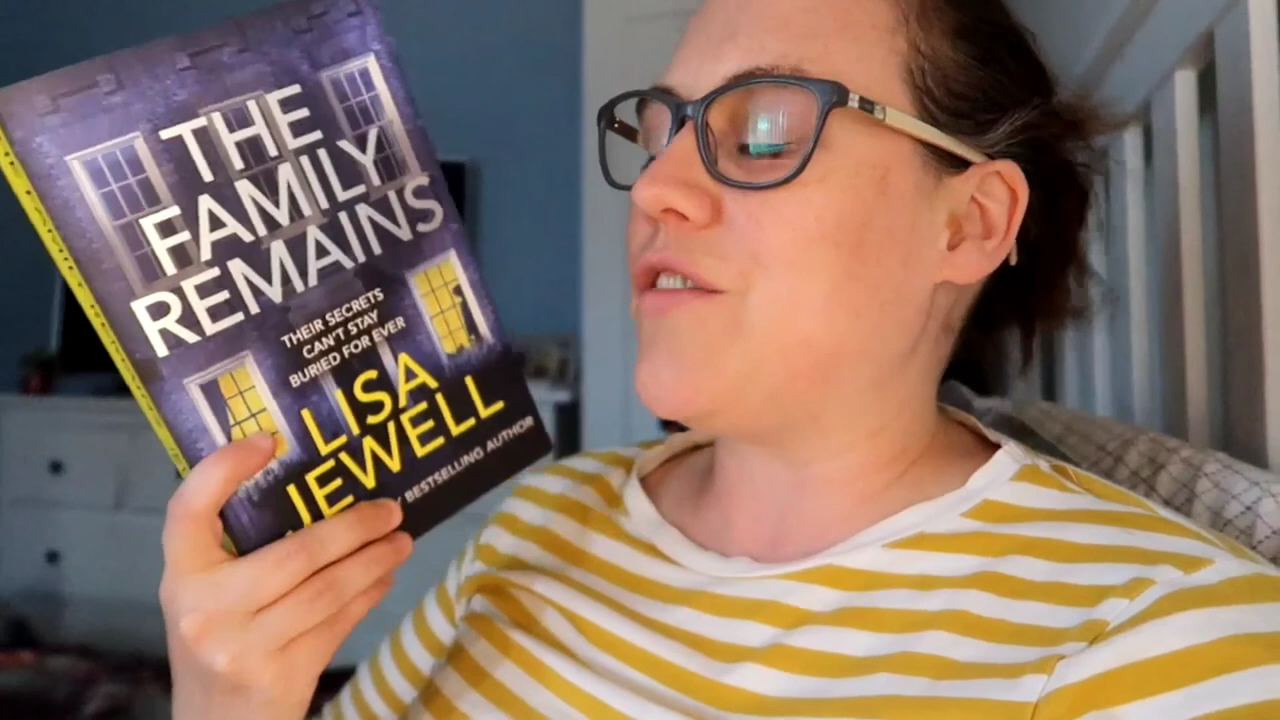 THE
FAMILY
REMAINS
THEIR SECRETS
CAN'T STAY
BURIED FOR EVER
LISA
JEWELL
BESTSELLING AUTHOR